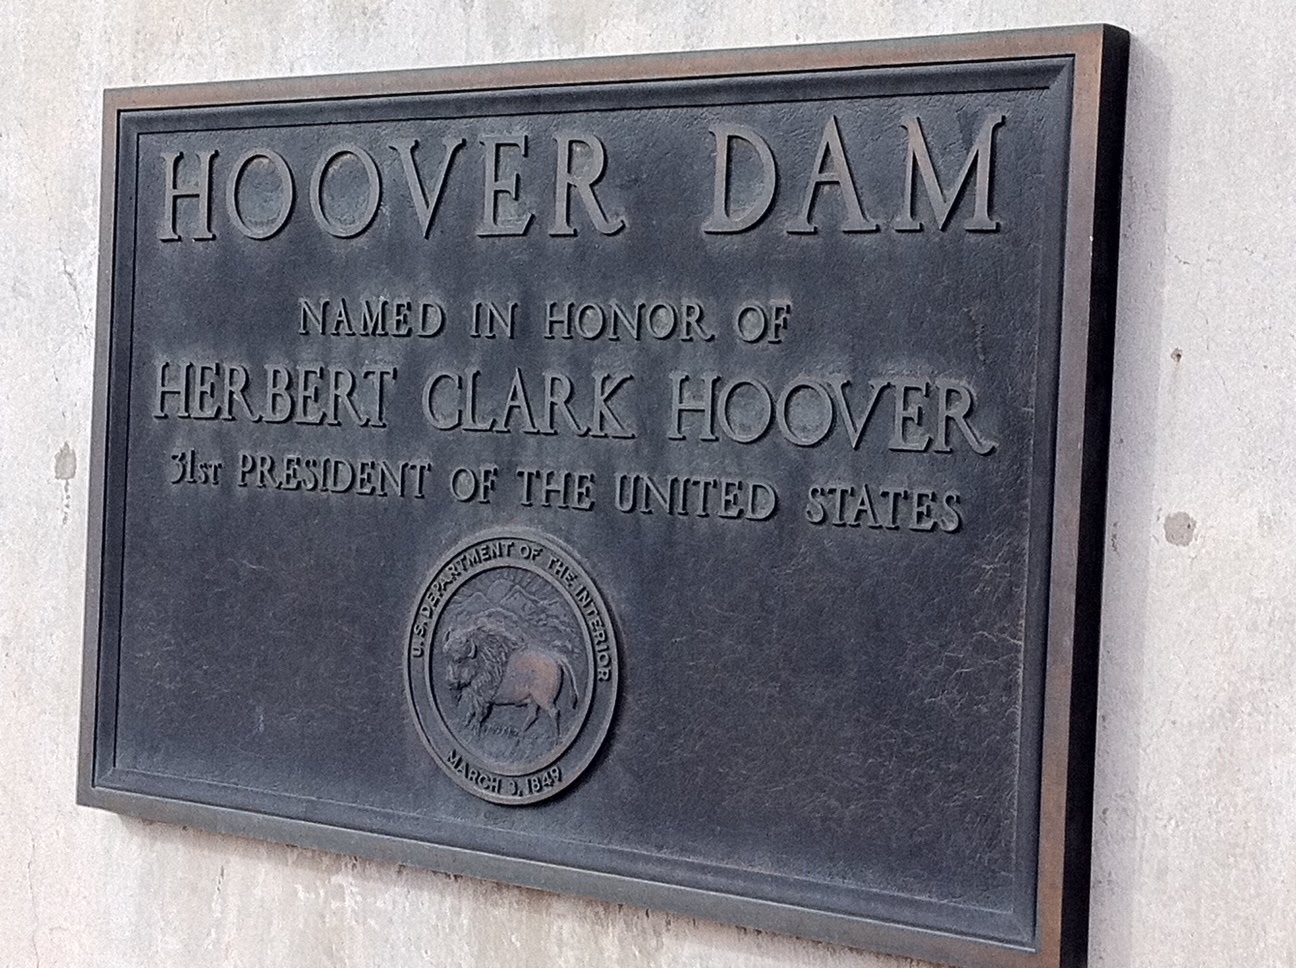 HOOVER DAM
NAMED IN HONOR OF
HERBERT CLARK HOOVER
31ST PRESIDENT OF THE UNITED STATES
U.S. DEPARTMENT OF THE INTERIOR
MARCH 3, 1849